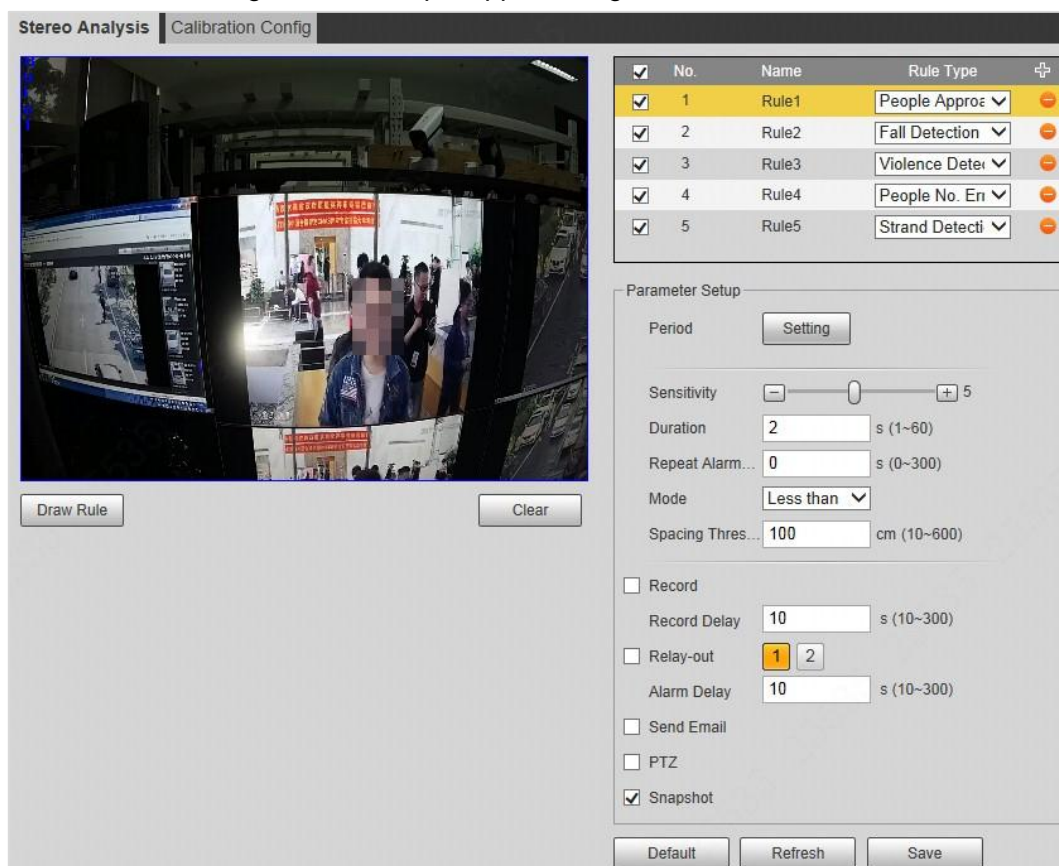 Stereo Analysis Calibration Config
No. Name Rule Type
1 Rule1 People Approa
2 Rule2 Fall Detection
3 Rule3 Violence Detec
4 Rule4 People No. Err
5 Rule5 Strand Detecti
Parameter Setup
Period Setting
Sensitivity 5
Duration 2 s (1~60)
Repeat Alarm... 0 s (0~300)
Mode Less than
Spacing Thres... 100 cm (10~600)
Draw Rule Clear
Record
Record Delay 10 s (10~300)
Relay-out 1 2
Alarm Delay 10 s (10~300)
Send Email
PTZ
Snapshot
Default Refresh Save